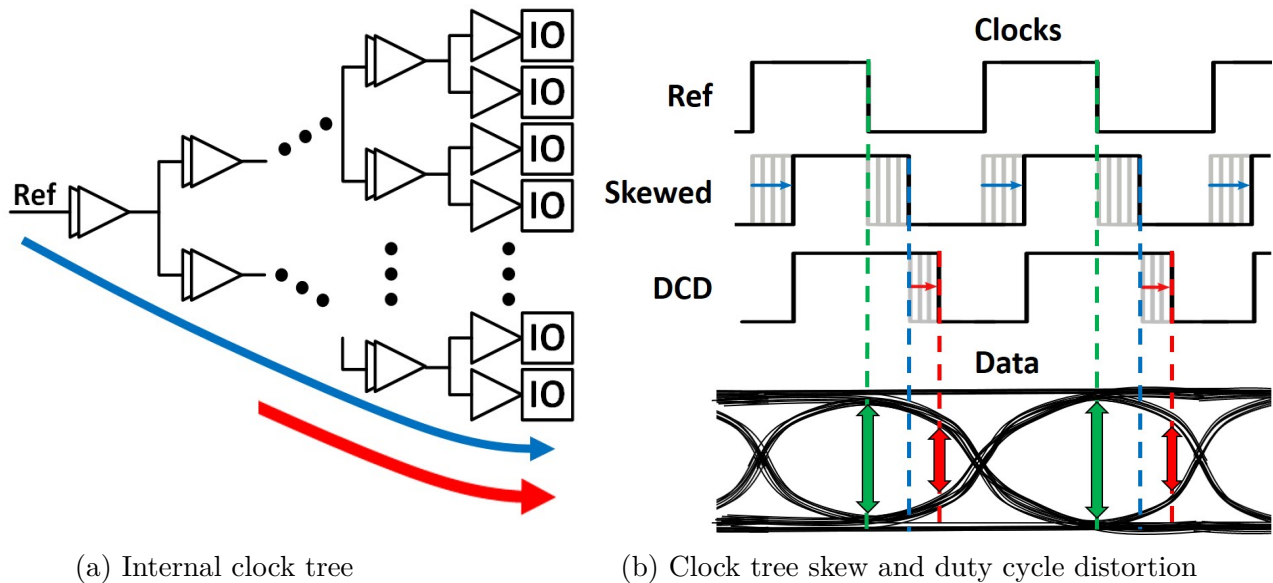 Ref
IO
IO
IO
IO
IO
IO
(a) Internal clock tree
Clocks
Ref
Skewed
DCD
Data
(b) Clock tree skew and duty cycle distortion